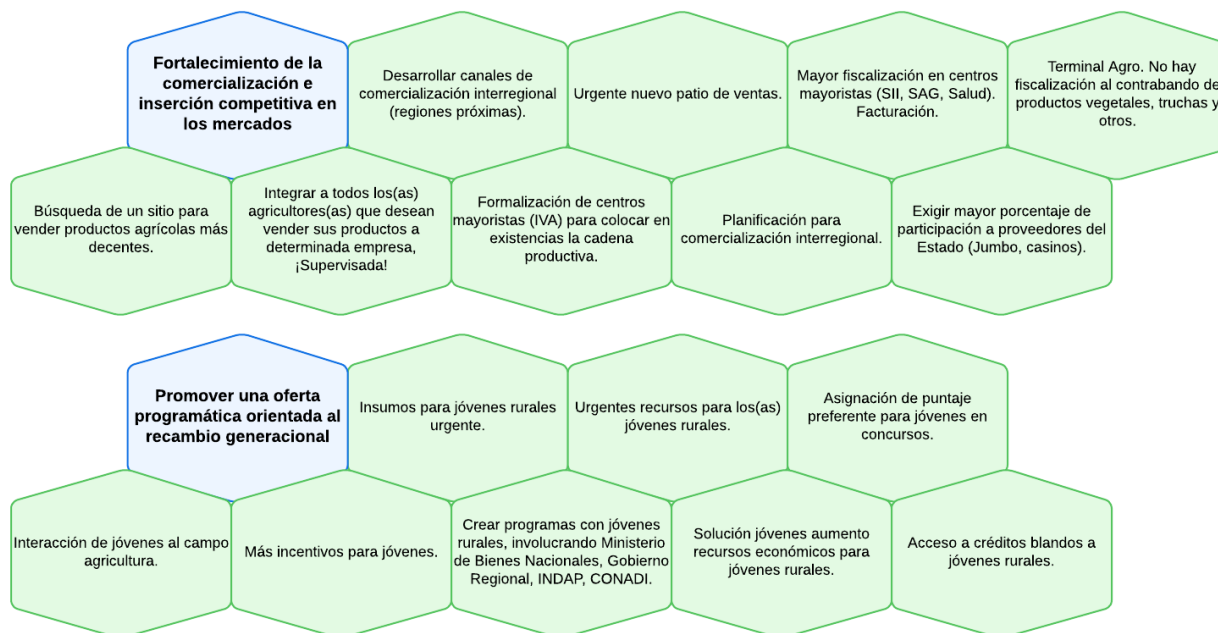 Fortalecimiento de la
comercialización e
inserción competitiva en
los mercados
Desarrollar canales de
comercialización interregional
(regiones próximas).
Urgente nuevo patio de ventas.
Mayor fiscalización en centros
mayoristas (SII, SAG, Salud).
Facturación.
Terminal Agro. No hay
fiscalización al contrabando de
productos vegetales, truchas y
otros.
Búsqueda de un sitio para
vender productos agrícolas más
decentes.
Integrar a todos los(as)
agricultores(as) que desean
vender sus productos a
determinada empresa,
¡Supervisada!
Formalización de centros
mayoristas (IVA) para colocar en
existencias la cadena
productiva.
Planificación para
comercialización interregional.
Exigir mayor porcentaje de
participación a proveedores del
Estado (Jumbo, casinos).
Promover una oferta
programática orientada al
recambio generacional
Insumos para jóvenes rurales
urgente.
Urgentes recursos para los(as)
jóvenes rurales.
Asignación de puntaje
preferente para jóvenes en
concursos.
Interacción de jóvenes al campo
agricultura.
Más incentivos para jóvenes.
Crear programas con jóvenes
rurales, involucrando Ministerio
de Bienes Nacionales, Gobierno
Regional, INDAP, CONADI.
Solución jóvenes aumento
recursos económicos para
jóvenes rurales.
Acceso a créditos blandos a
jóvenes rurales.